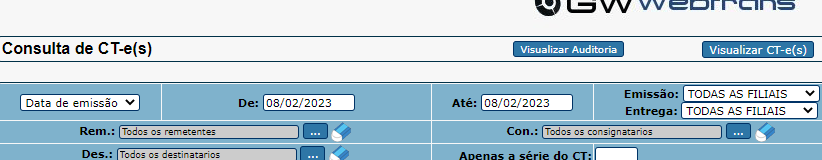 GW Webtrans
Consulta de CT-e(s) Visualizar Auditoria Visualizar CT-e(s)
Data de emissão De: 08/02/2023 Até: 08/02/2023 Emissão: TODAS AS FILIAIS
Entrega: TODAS AS FILIAIS
Rem.: Todos os remetentes ... Con.: Todos os consignatarios ...
Des.: Todos os destinatarios ... Apenas a série do CT: